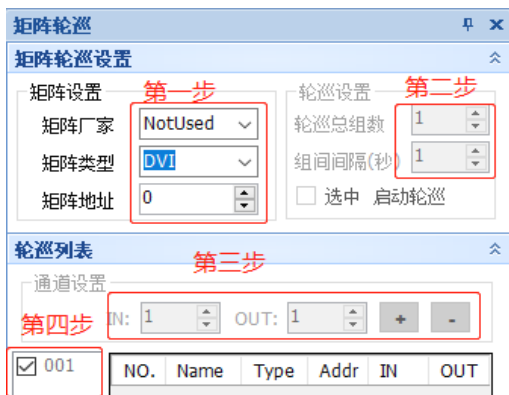 矩阵轮巡
矩阵轮巡设置
矩阵设置 第一步 轮巡设置 第二步
矩阵厂家 NotUsed 轮巡总组数 1
矩阵类型 DVI 组间间隔(秒) 1
矩阵地址 0 选中 启动轮巡
轮巡列表
第三步
通道设置
第四步 IN: 1 OUT: 1 + -
001 NO. Name Type Addr IN OUT